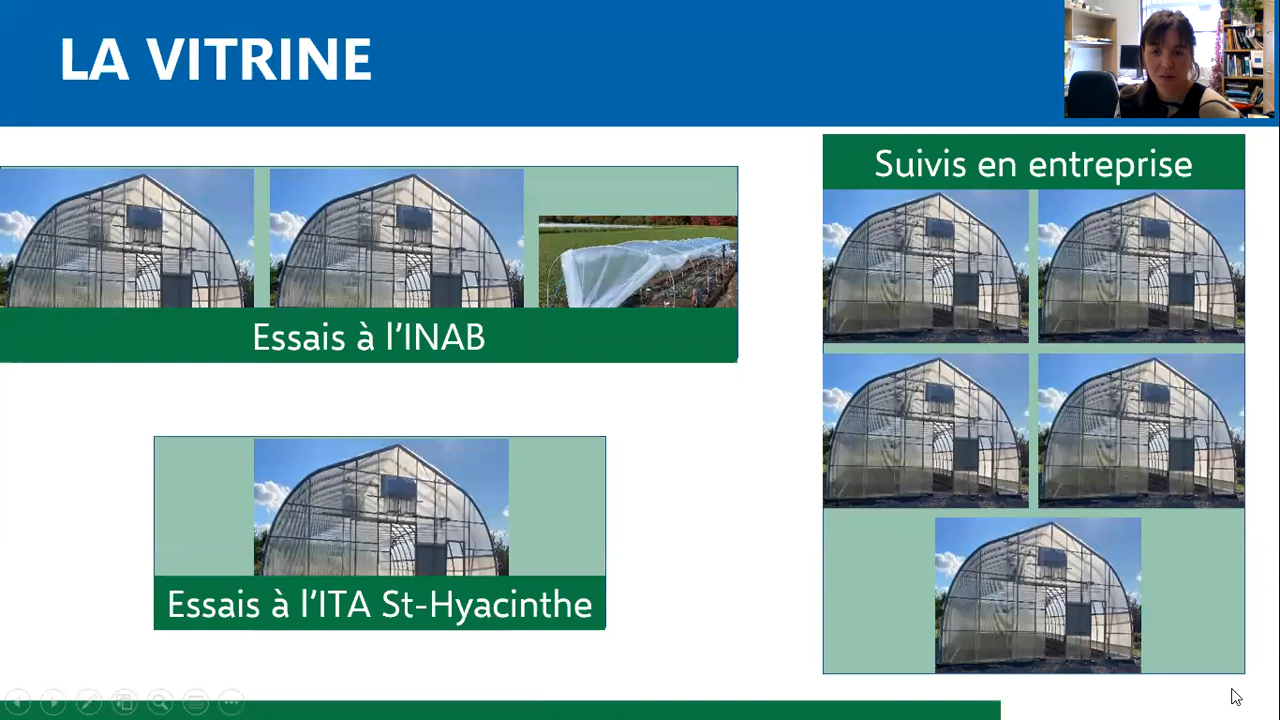 LA VITRINE
Suivis en entreprise
Essais à l'INAB
Essais à l'ITA St-Hyacinthe